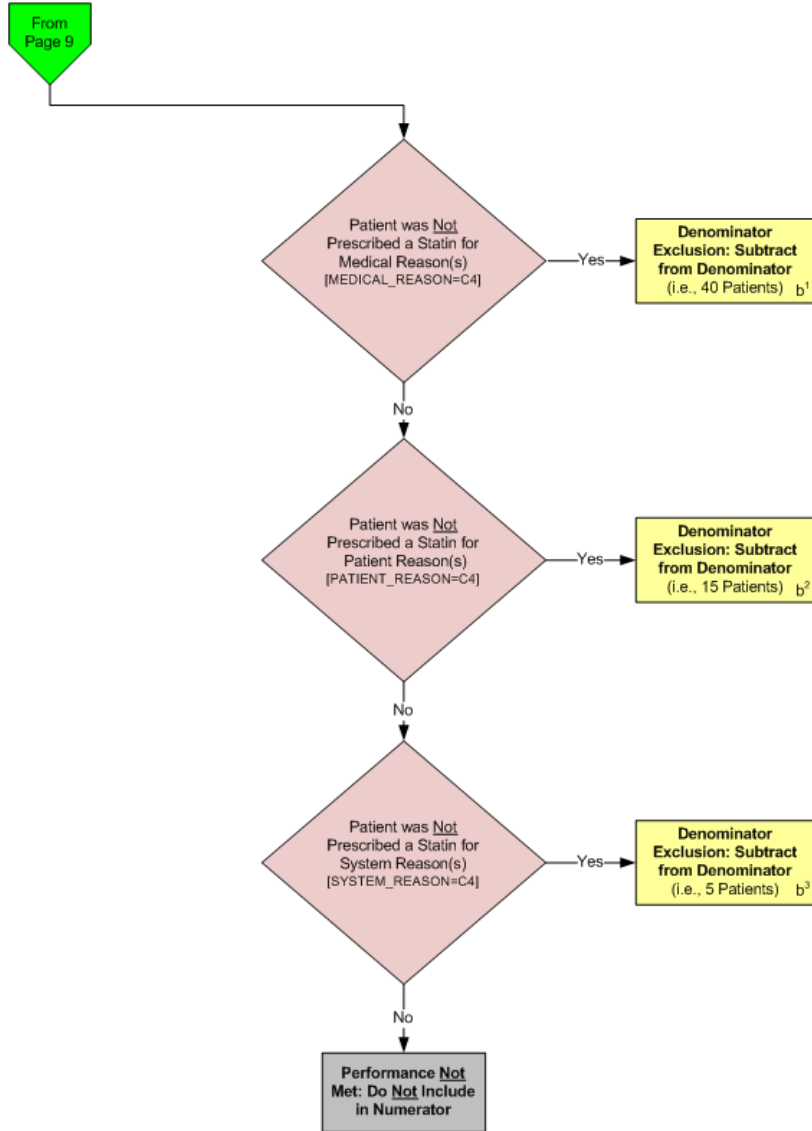 From
Page 9
Patient was Not
Prescribed a Statin for
Medical Reason(s)
[MEDICAL_REASON=C4]
Yes
Denominator
Exclusion: Subtract
from Denominator
(i.e., 40 Patients) b¹
No
Patient was Not
Prescribed a Statin for
Patient Reason(s)
[PATIENT_REASON=C4]
Yes
Denominator
Exclusion: Subtract
from Denominator
(i.e., 15 Patients) b²
No
Patient was Not
Prescribed a Statin for
System Reason(s)
[SYSTEM_REASON=C4]
Yes
Denominator
Exclusion: Subtract
from Denominator
(i.e., 5 Patients) b³
No
Performance Not
Met: Do Not Include
in Numerator